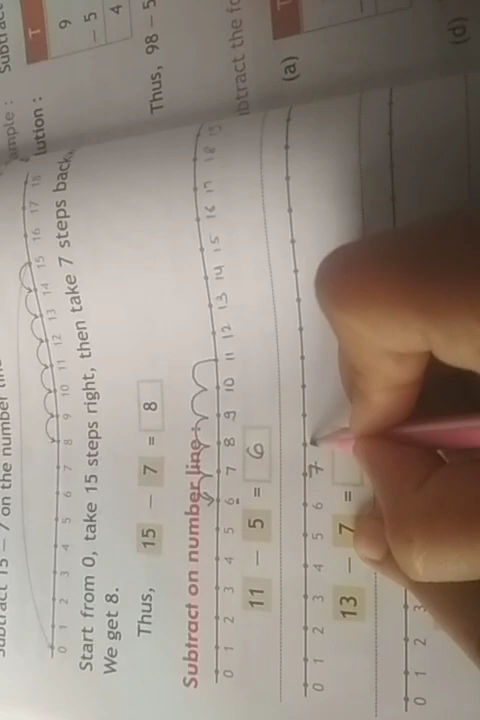 Subtract 15 − 7 on the number line
0 1 2 3 4 5 6 7 8 9 10 11 12 13 14 15 16 17 18
Start from 0, take 15 steps right, then take 7 steps back.
We get 8.
Thus, 15 − 7 = 8
Subtract on number line :
0 1 2 3 4 5 6 7 8 9 10 11 12 13 14 15 16 17 18 19
11 − 5 = 6
0 1 2 3 4 5 6 7
13 − 7 =
0 1 2 3
lution :
T
9
− 5
4
Thus, 98 − 5
btract the fo
(a)
T
(d)